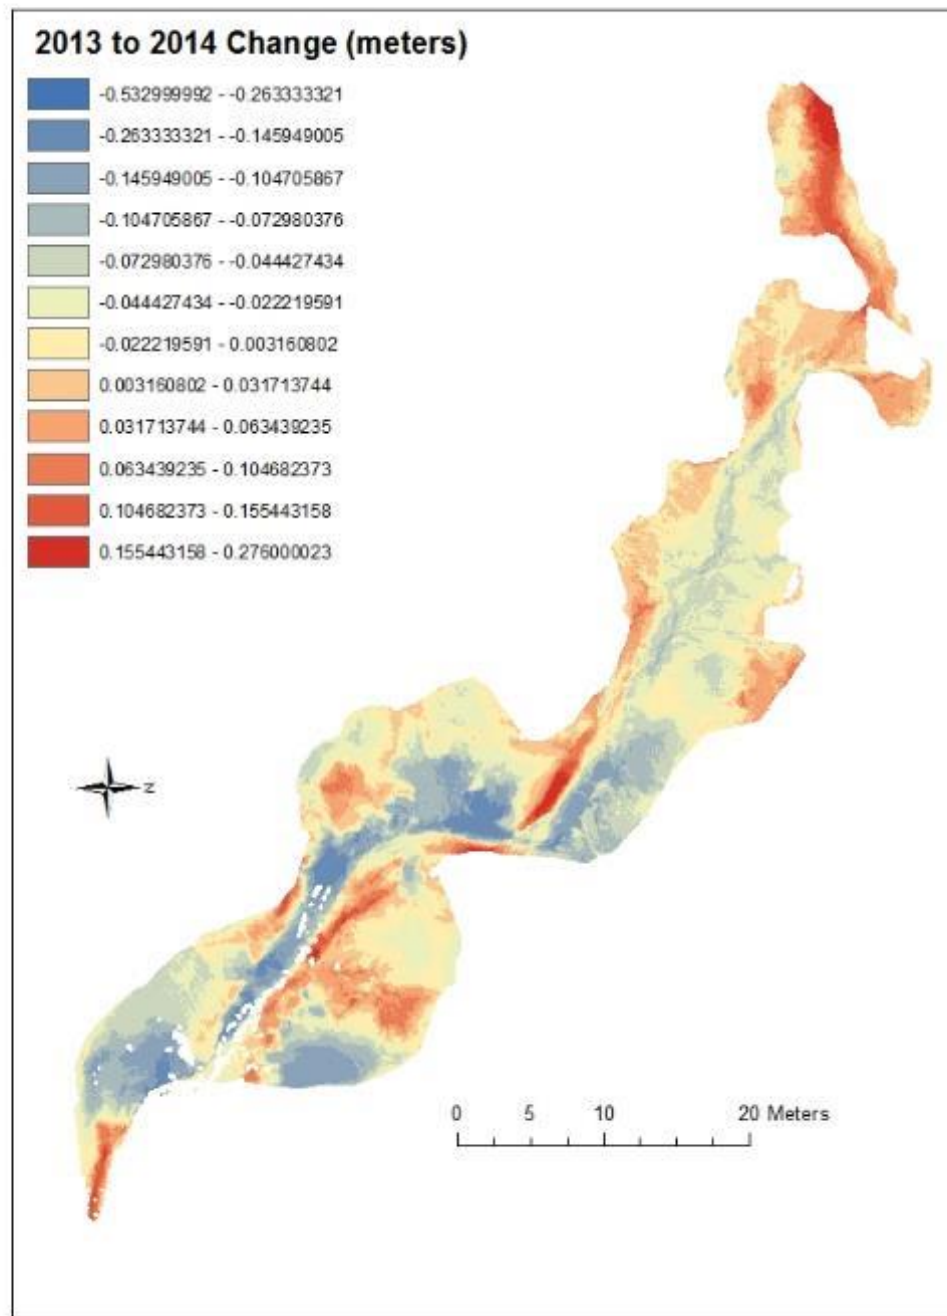 2013 to 2014 Change (meters)
-0.532999992 - -0.263333321
-0.263333321 - -0.145949005
-0.145949005 - -0.104705867
-0.104705867 - -0.072980376
-0.072980376 - -0.044427434
-0.044427434 - -0.022219591
-0.022219591 - 0.003160802
0.003160802 - 0.031713744
0.031713744 - 0.063439235
0.063439235 - 0.104682373
0.104682373 - 0.155443158
0.155443158 - 0.276000023
N
0 5 10 20 Meters